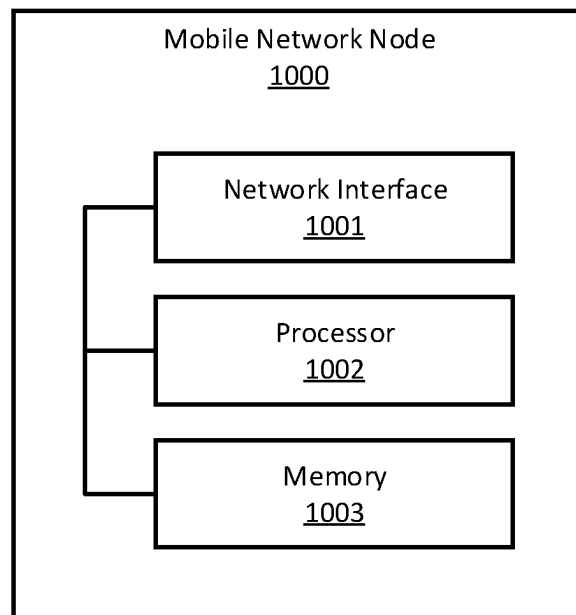 Mobile Network Node
1000
Network Interface
1001
Processor
1002
Memory
1003